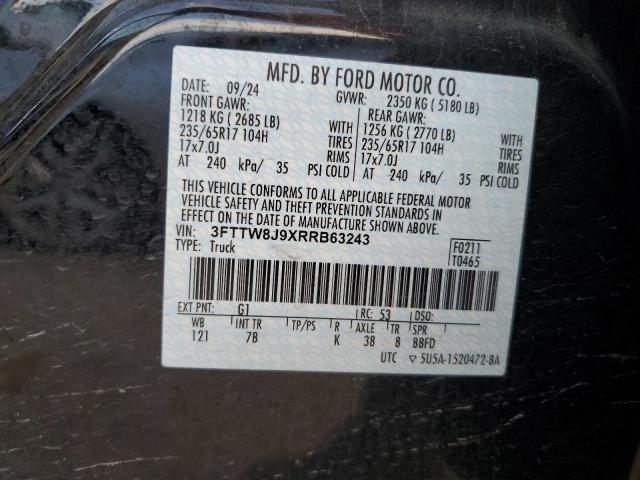 MFD. BY FORD MOTOR CO.
DATE: 09/24 GVWR: 2350 KG ( 5180 LB)
FRONT GAWR: REAR GAWR:
1218 KG ( 2685 LB) 1256 KG ( 2770 LB)
235/65R17 104H TIRES 235/65R17 104H TIRES
17x7.0J RIMS 17x7.0J RIMS
AT 240 kPa/ 35 PSI COLD AT 240 kPa/ 35 PSI COLD
THIS VEHICLE CONFORMS TO ALL APPLICABLE FEDERAL MOTOR
VEHICLE SAFETY AND THEFT PREVENTION STANDARDS IN
EFFECT ON THE DATE OF MANUFACTURE SHOWN ABOVE.
VIN: 3FTTW8J9XRRB63243 F0211
TYPE: Truck T0465
EXT PNT: G1 RC: 53 DSO:
WB INT TR TP/PS R AXLE TR SPR
121 7B K 38 8 BBFD
UTC ▽ 5U5A-1520472-BA